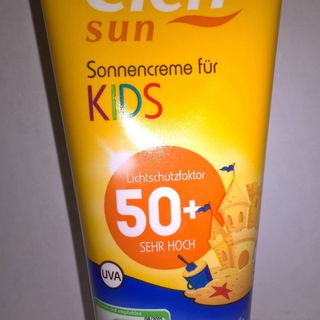 sun
Sonnencreme für
KIDS
Lichtschutzfaktor
50+
SEHR HOCH
UVA